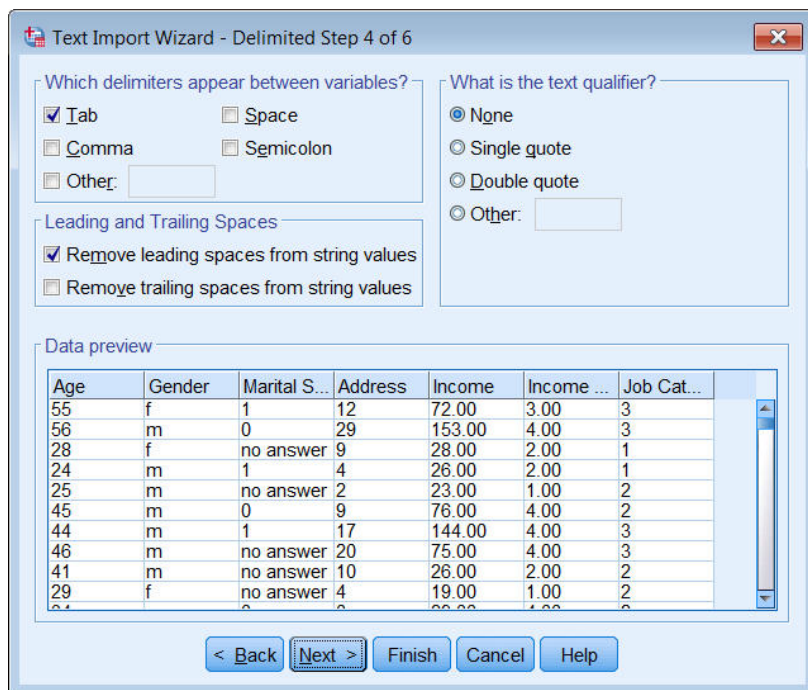 Text Import Wizard - Delimited Step 4 of 6
Which delimiters appear between variables?
Tab Space
Comma Semicolon
Other:
Leading and Trailing Spaces
Remove leading spaces from string values
Remove trailing spaces from string values
What is the text qualifier?
None
Single quote
Double quote
Other:
Data preview
Age Gender Marital S... Address Income Income ... Job Cat...
55 f 1 12 72.00 3.00 3
56 m 0 29 153.00 4.00 3
28 f no answer 9 28.00 2.00 1
24 m 1 4 26.00 2.00 1
25 m no answer 2 23.00 1.00 2
45 m 0 9 76.00 4.00 2
44 m 1 17 144.00 4.00 3
46 m no answer 20 75.00 4.00 3
41 m no answer 10 26.00 2.00 2
29 f no answer 4 19.00 1.00 2
< Back Next > Finish Cancel Help